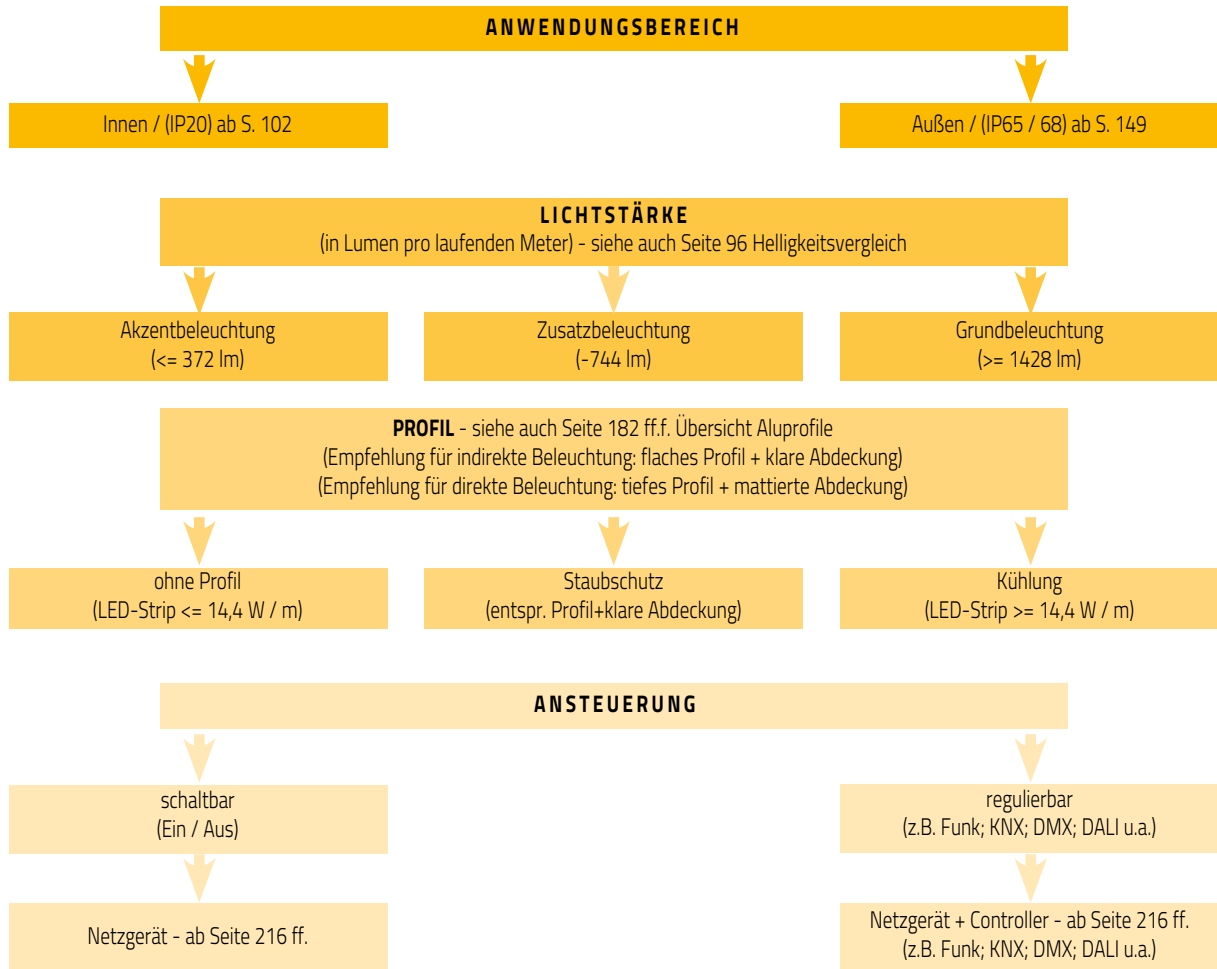 ANWENDUNGSBEREICH
Innen / (IP20) ab S. 102
Außen / (IP65 / 68) ab S. 149
LICHTSTÄRKE
(in Lumen pro laufenden Meter) - siehe auch Seite 96 Helligkeitsvergleich
Akzentbeleuchtung
(<= 372 lm)
Zusatzbeleuchtung
(-744 lm)
Grundbeleuchtung
(>= 1428 lm)
PROFIL - siehe auch Seite 182 ff.f. Übersicht Aluprofile
(Empfehlung für indirekte Beleuchtung: flaches Profil + klare Abdeckung)
(Empfehlung für direkte Beleuchtung: tiefes Profil + mattierte Abdeckung)
ohne Profil
(LED-Strip <= 14,4 W / m)
Staubschutz
(entspr. Profil+klare Abdeckung)
Kühlung
(LED-Strip >= 14,4 W / m)
ANSTEUERUNG
schaltbar
(Ein / Aus)
regulierbar
(z.B. Funk; KNX; DMX; DALI u.a.)
Netzgerät - ab Seite 216 ff.
Netzgerät + Controller - ab Seite 216 ff.
(z.B. Funk; KNX; DMX; DALI u.a.)